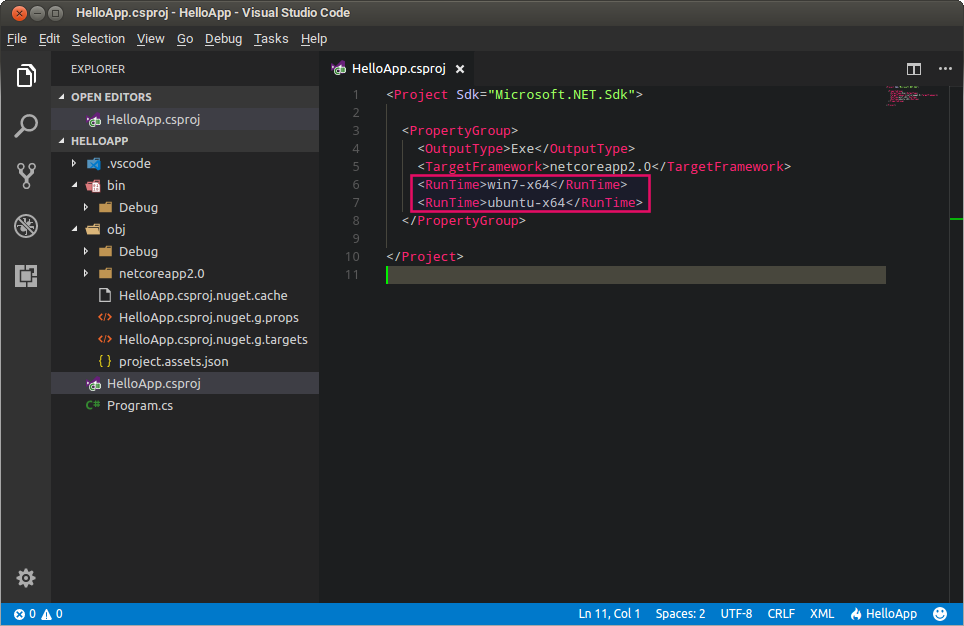 HelloApp.csproj - HelloApp - Visual Studio Code
File Edit Selection View Go Debug Tasks Help
EXPLORER
OPEN EDITORS
HelloApp.csproj
HELLOAPP
.vscode
bin
Debug
obj
Debug
netcoreapp2.0
HelloApp.csproj.nuget.cache
HelloApp.csproj.nuget.g.props
HelloApp.csproj.nuget.g.targets
{ } project.assets.json
HelloApp.csproj
C# Program.cs
HelloApp.csproj
1 <Project Sdk="Microsoft.NET.Sdk">
2
3 <PropertyGroup>
4 <OutputType>Exe</OutputType>
5 <TargetFramework>netcoreapp2.0</TargetFramework>
6 <RunTime>win7-x64</RunTime>
7 <RunTime>ubuntu-x64</RunTime>
8 </PropertyGroup>
9
10 </Project>
11
0 0 Ln 11, Col 1 Spaces: 2 UTF-8 CRLF XML HelloApp